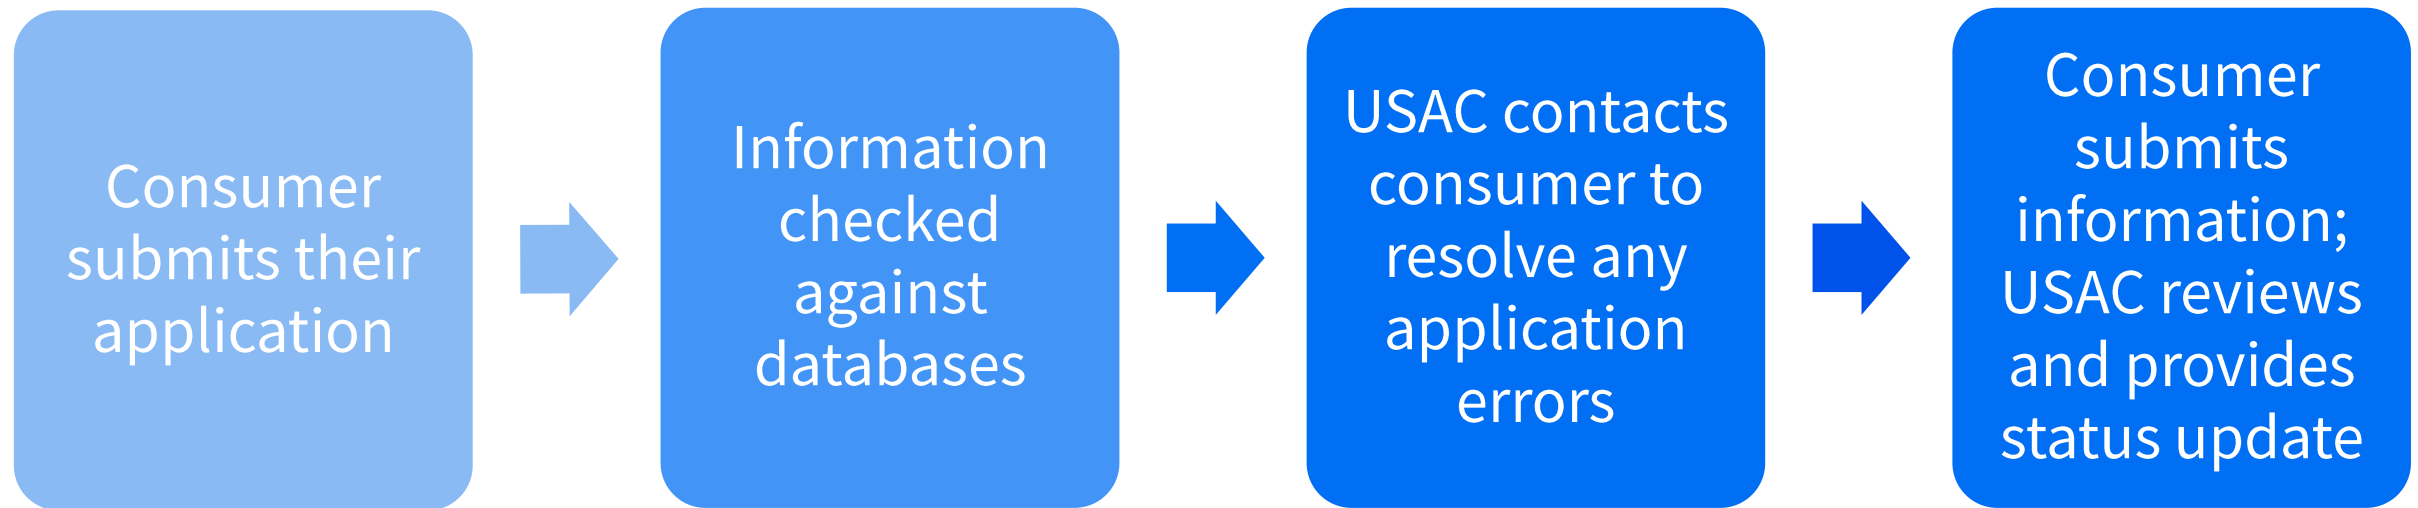 Consumer
submits their
application
Information
checked
against
databases
USAC contacts
consumer to
resolve any
application
errors
Consumer
submits
information;
USAC reviews
and provides
status update